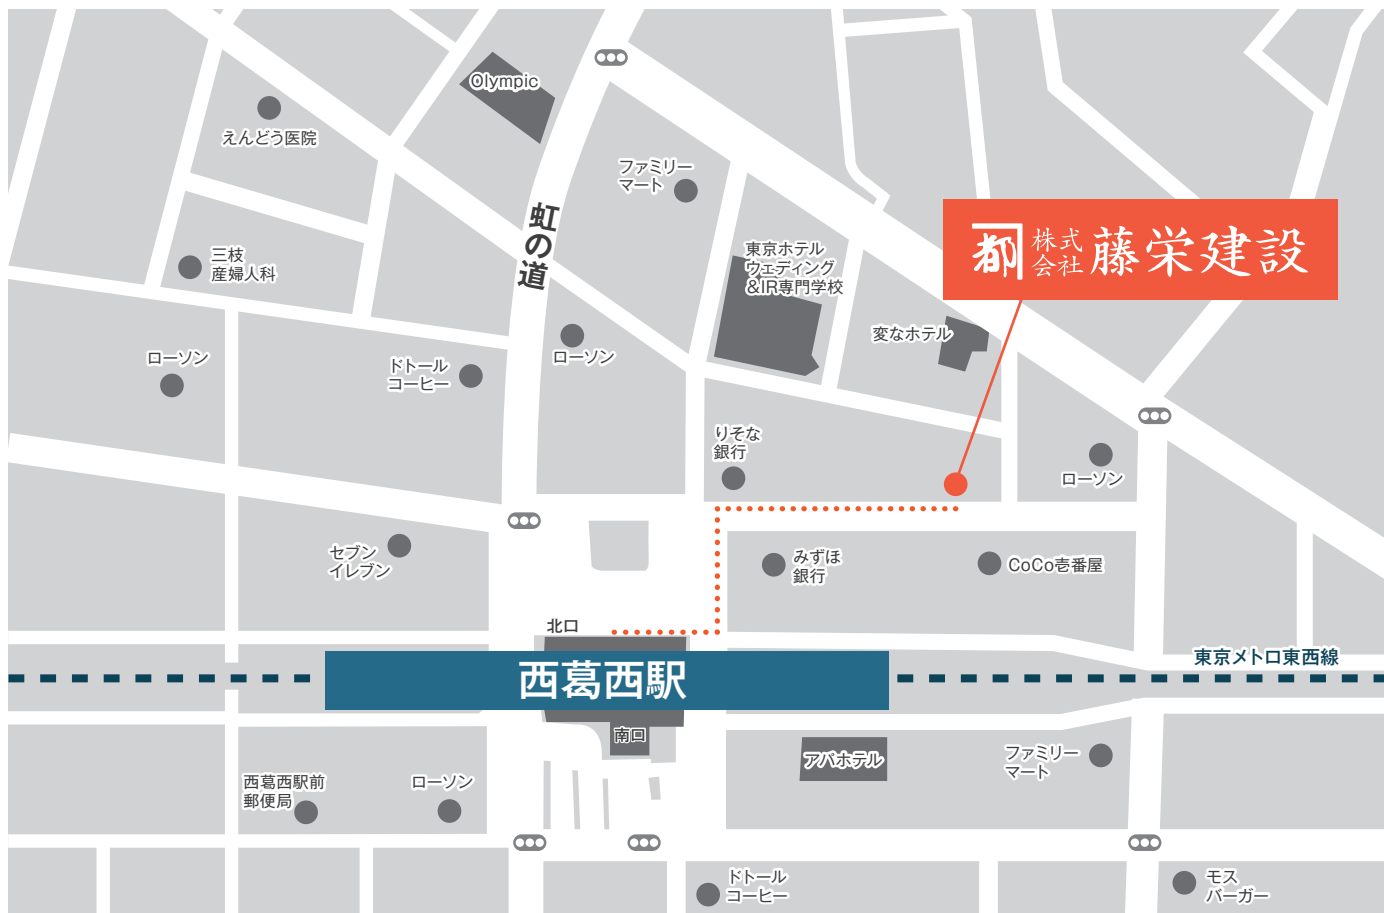 Olympic
えんどう医院
ファミリー
マート
虹の道
三枝
産婦人科
東京ホテル
ウェディング
&IR専門学校
都
株式
会社
藤栄建設
変なホテル
ローソン
ドトール
コーヒー
ローソン
りそな
銀行
ローソン
セブン
イレブン
みずほ
銀行
CoCo壱番屋
北口
西葛西駅
東京メトロ東西線
南口
アパホテル
ファミリー
マート
西葛西駅前
郵便局
ローソン
ドトール
コーヒー
モス
バーガー